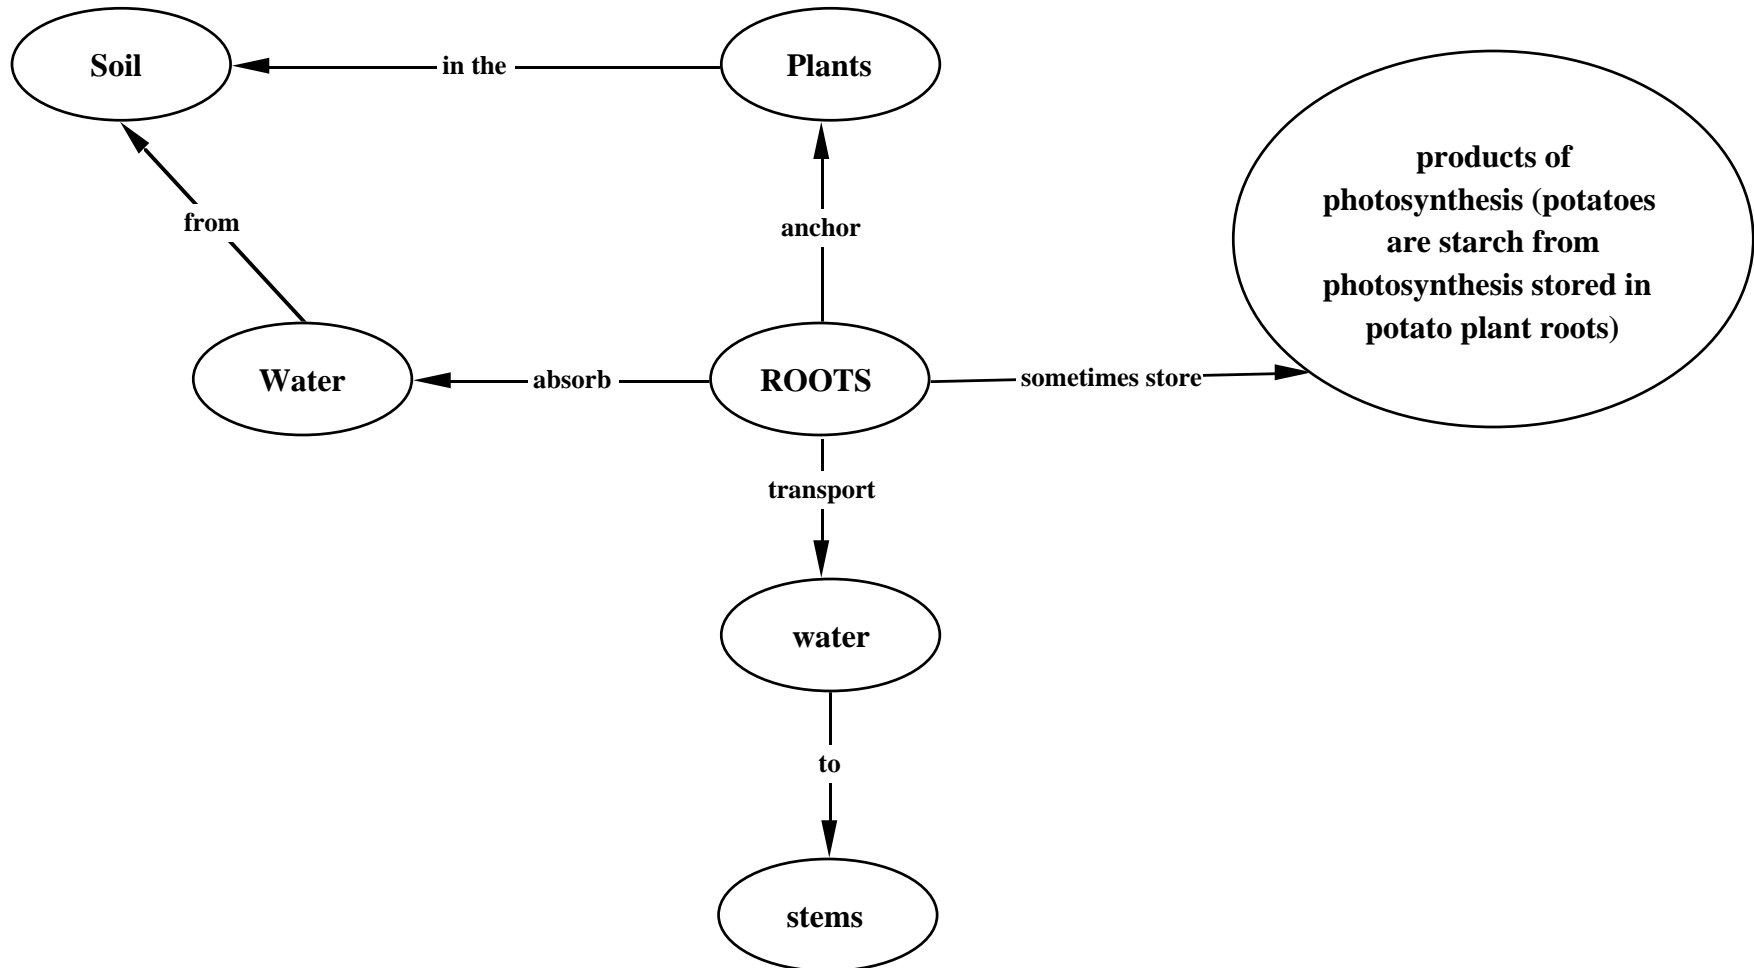 Soil
in the
Plants
products of
photosynthesis (potatoes
are starch from
photosynthesis stored in
potato plant roots)
from
anchor
Water
absorb
ROOTS
sometimes store
transport
water
to
stems